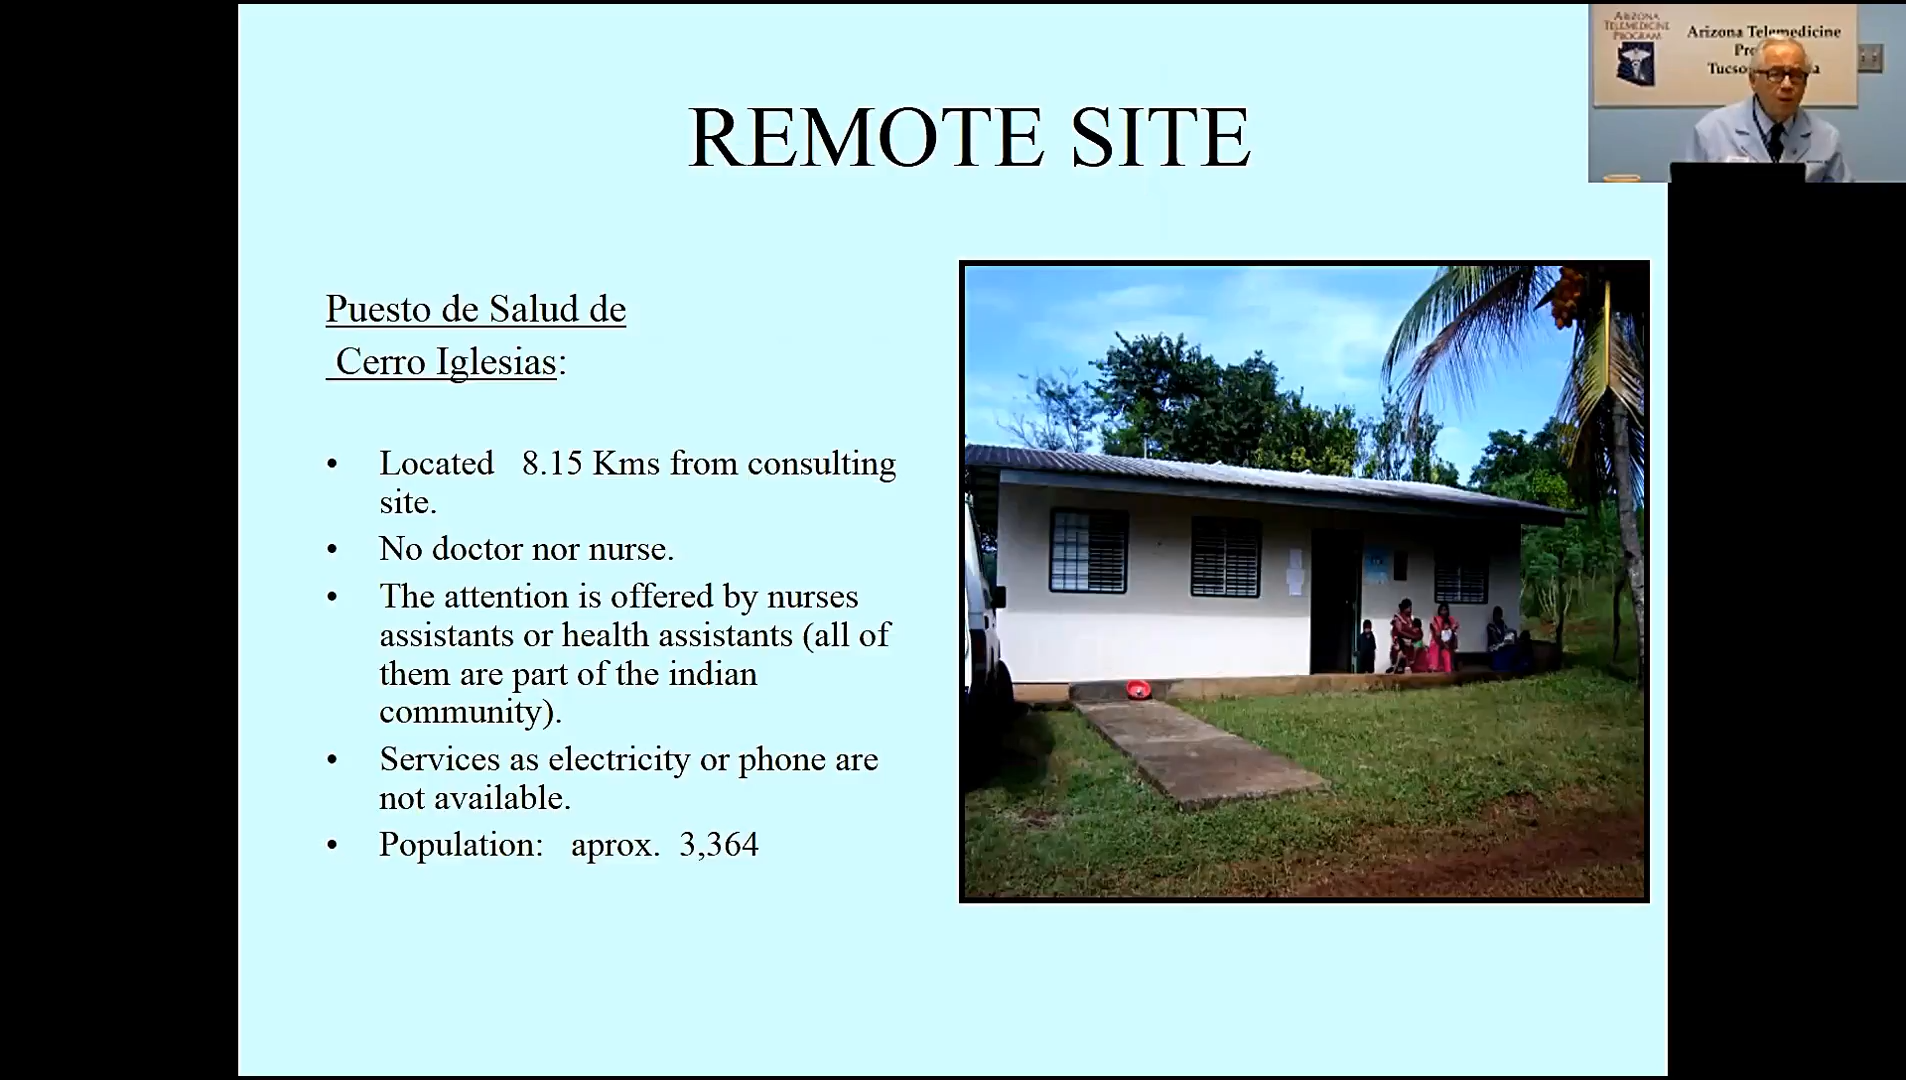 REMOTE SITE
Puesto de Salud de
Cerro Iglesias:
• Located 8.15 Kms from consulting
site.
• No doctor nor nurse.
• The attention is offered by nurses
assistants or health assistants (all of
them are part of the indian
community).
• Services as electricity or phone are
not available.
• Population: aprox. 3,364
ARIZONA
TELEMEDICINE
PROGRAM
Arizona Telemedicine